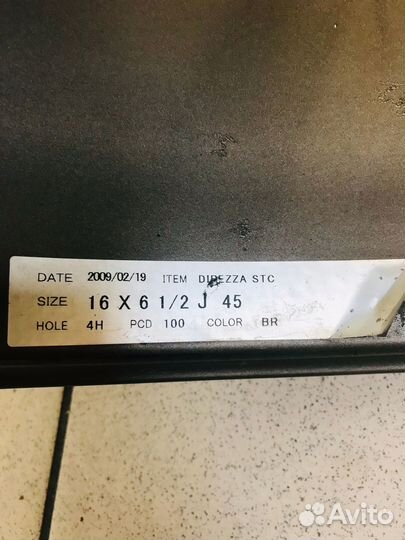 DATE 2009/02/19 ITEM DIREZZA STC
SIZE 16 X 6 1/2 J 45
HOLE 4H PCD 100 COLOR BR
Avito